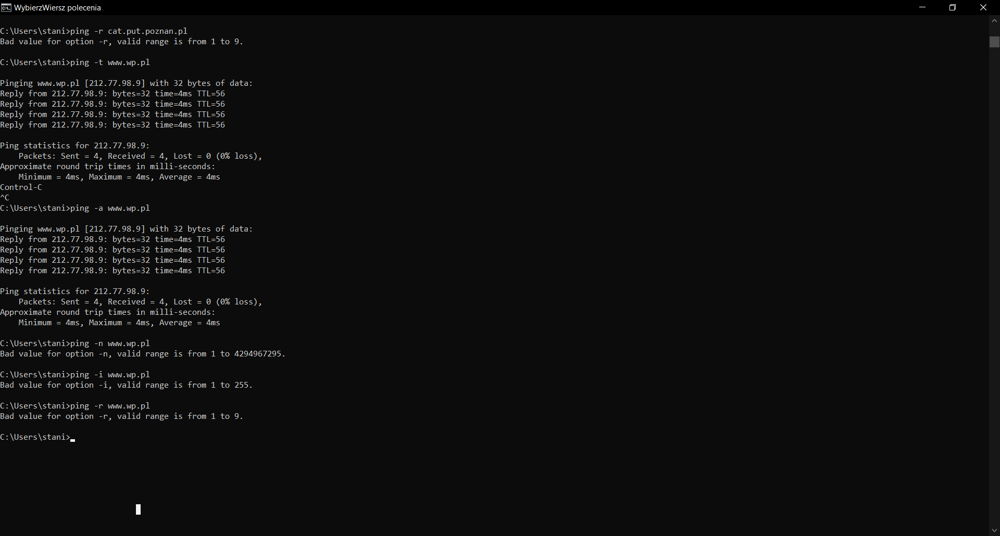 WybierzWiersz polecenia
C:\Users\stani>ping -r cat.put.poznan.pl
Bad value for option -r, valid range is from 1 to 9.
C:\Users\stani>ping -t www.wp.pl
Pinging www.wp.pl [212.77.98.9] with 32 bytes of data:
Reply from 212.77.98.9: bytes=32 time=4ms TTL=56
Reply from 212.77.98.9: bytes=32 time=4ms TTL=56
Reply from 212.77.98.9: bytes=32 time=4ms TTL=56
Reply from 212.77.98.9: bytes=32 time=4ms TTL=56
Ping statistics for 212.77.98.9:
    Packets: Sent = 4, Received = 4, Lost = 0 (0% loss),
Approximate round trip times in milli-seconds:
    Minimum = 4ms, Maximum = 4ms, Average = 4ms
Control-C
^C
C:\Users\stani>ping -a www.wp.pl
Pinging www.wp.pl [212.77.98.9] with 32 bytes of data:
Reply from 212.77.98.9: bytes=32 time=4ms TTL=56
Reply from 212.77.98.9: bytes=32 time=4ms TTL=56
Reply from 212.77.98.9: bytes=32 time=4ms TTL=56
Reply from 212.77.98.9: bytes=32 time=4ms TTL=56
Ping statistics for 212.77.98.9:
    Packets: Sent = 4, Received = 4, Lost = 0 (0% loss),
Approximate round trip times in milli-seconds:
    Minimum = 4ms, Maximum = 4ms, Average = 4ms
C:\Users\stani>ping -n www.wp.pl
Bad value for option -n, valid range is from 1 to 4294967295.
C:\Users\stani>ping -i www.wp.pl
Bad value for option -i, valid range is from 1 to 255.
C:\Users\stani>ping -r www.wp.pl
Bad value for option -r, valid range is from 1 to 9.
C:\Users\stani>